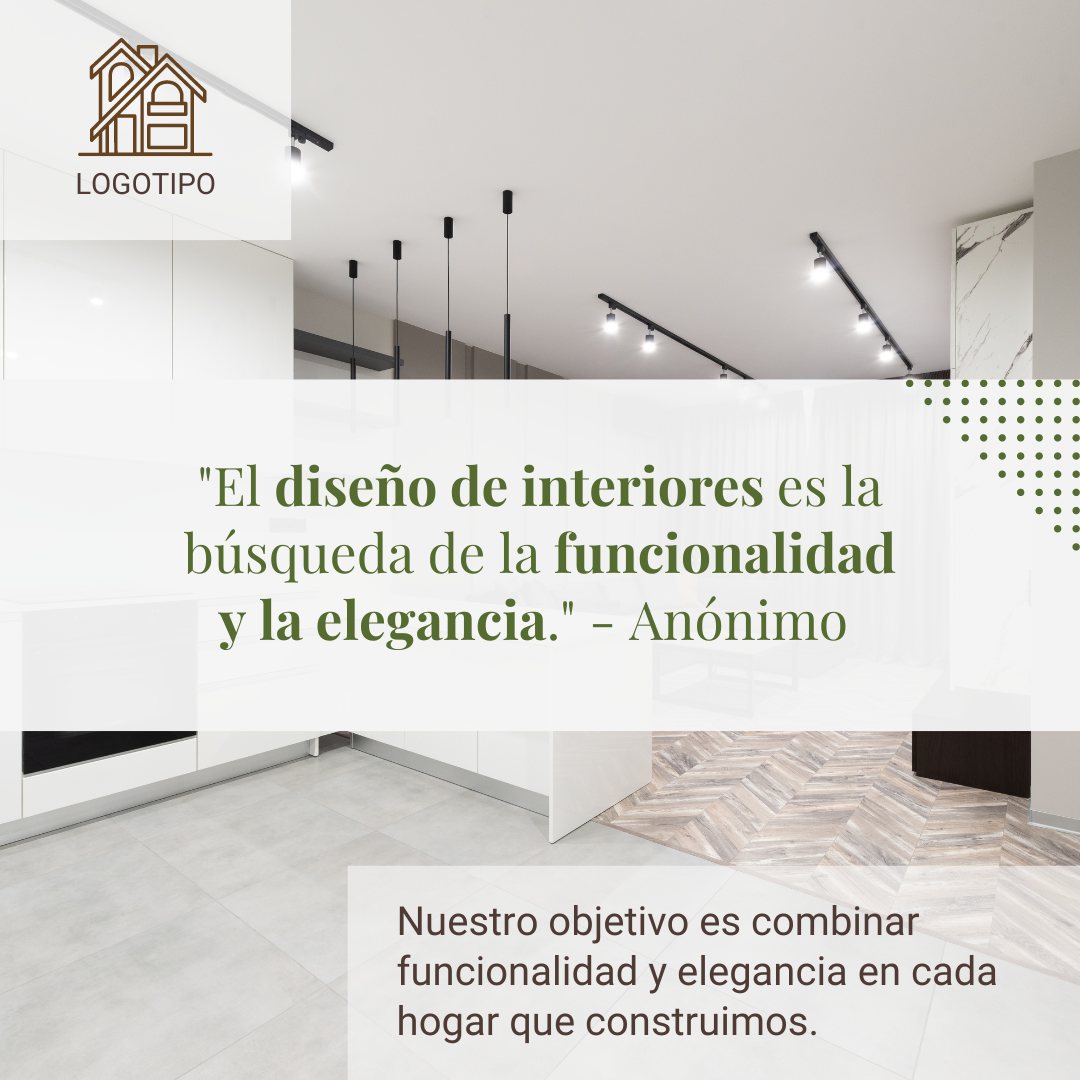 LOGOTIPO
"El diseño de interiores es la
búsqueda de la funcionalidad
y la elegancia." - Anónimo
Nuestro objetivo es combinar
funcionalidad y elegancia en cada
hogar que construimos.